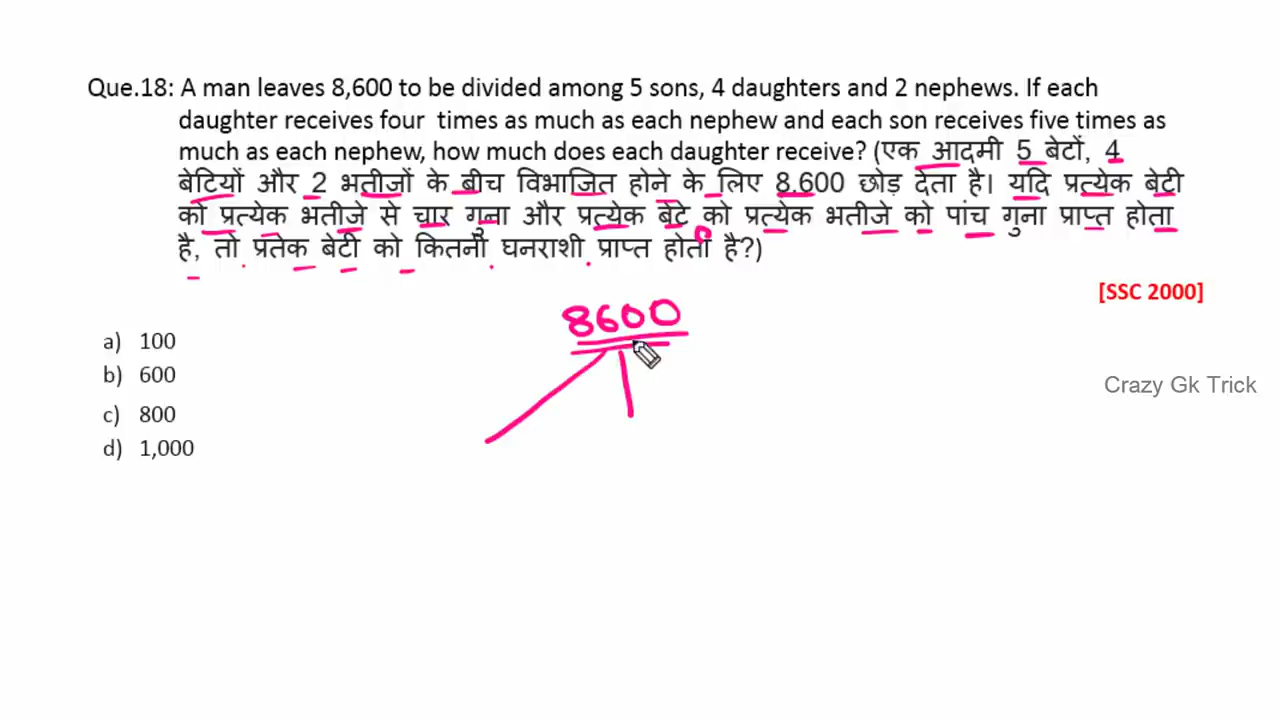 Que.18: A man leaves 8,600 to be divided among 5 sons, 4 daughters and 2 nephews. If each
daughter receives four times as much as each nephew and each son receives five times as
much as each nephew, how much does each daughter receive? (एक आदमी 5 बेटों, 4
बेटियों और 2 भतीजों के बीच विभाजित होने के लिए 8.600 छोड़ देता है। यदि प्रत्येक बेटी
को प्रत्येक भतीजे से चार गुना और प्रत्येक बेटे को प्रत्येक भतीजे को पांच गुना प्राप्त होता
है, तो प्रतेक बेटी को कितनी घनराशी प्राप्त होता है?)
[SSC 2000]
8600
a) 100
b) 600
c) 800
d) 1,000
Crazy Gk Trick